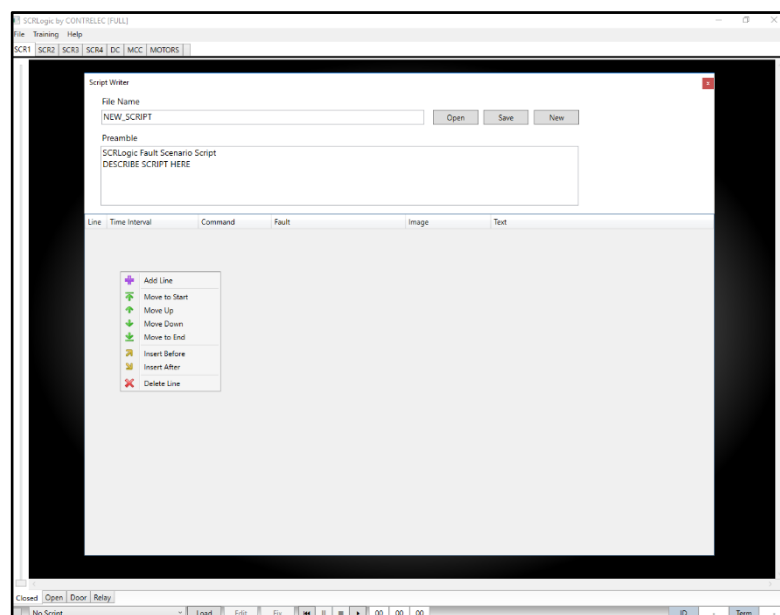 SCRLogic by CONTRELEC [FULL]
File Training Help
SCR1 SCR2 SCR3 SCR4 DC MCC MOTORS
Script Writer
File Name
NEW_SCRIPT Open Save New
Preamble
SCRLogic Fault Scenario Script
DESCRIBE SCRIPT HERE
Line Time Interval Command Fault Image Text
Add Line
Move to Start
Move Up
Move Down
Move to End
Insert Before
Insert After
Delete Line
Closed Open Door Relay
No Script Load Edit Fix 00 00 00 ID - Term -